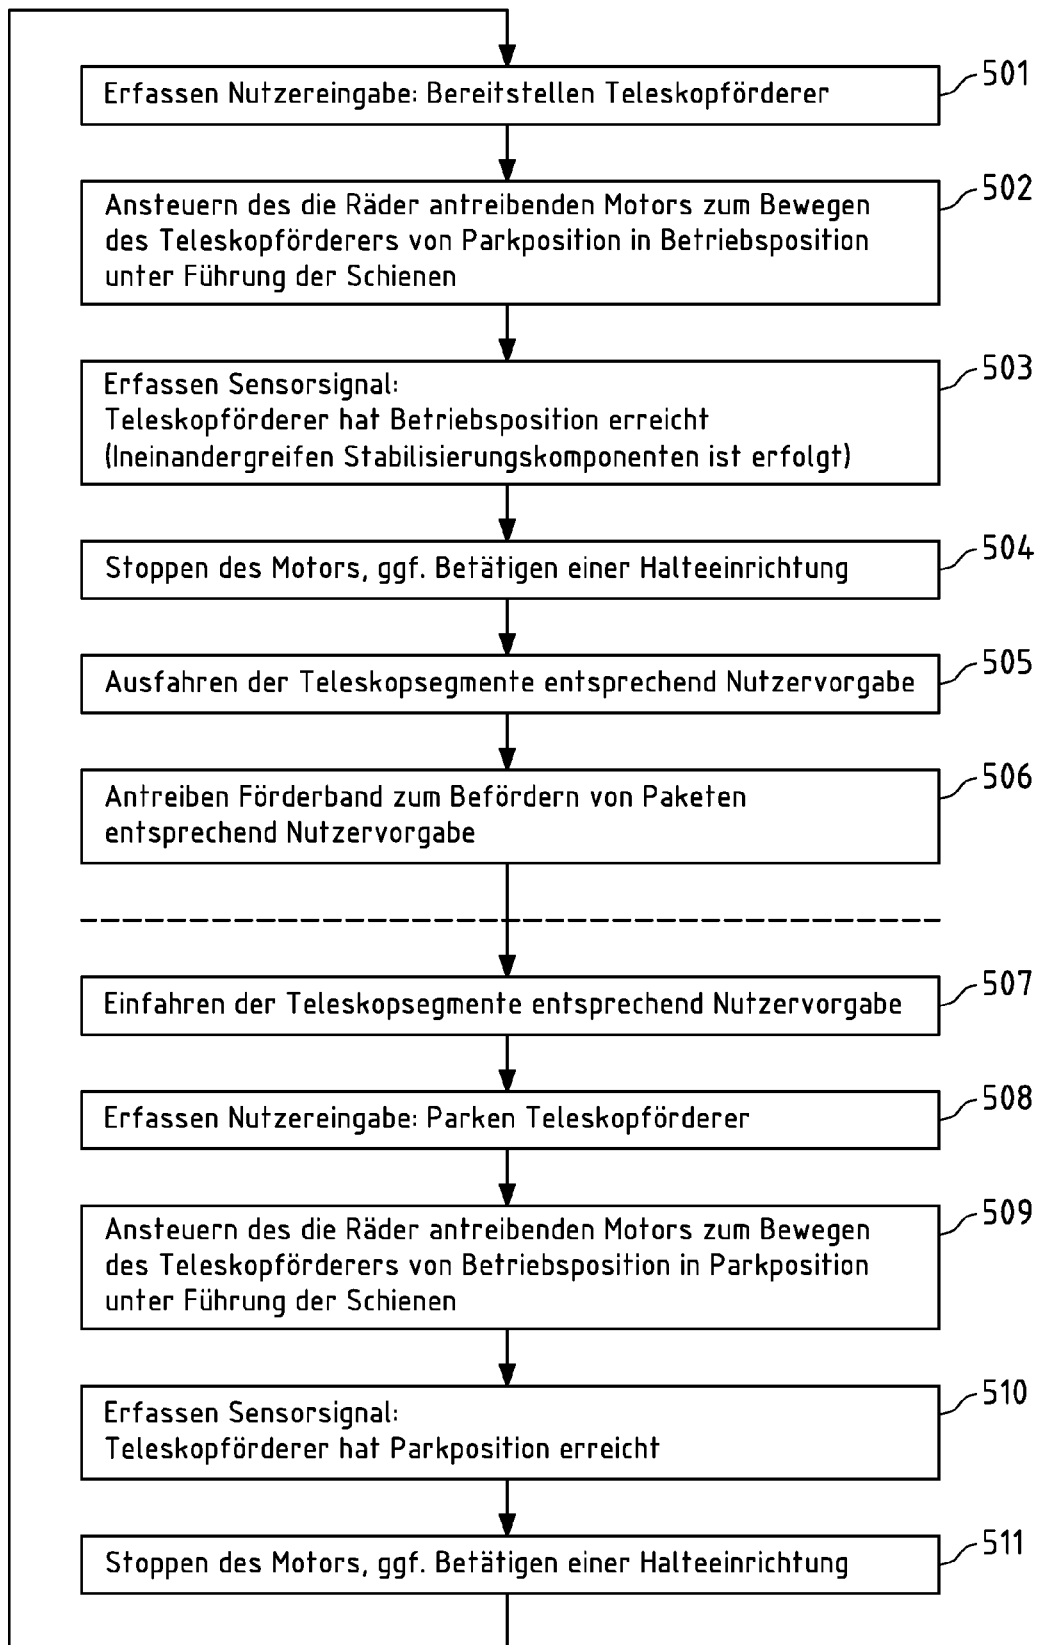 501
Erfassen Nutzereingabe: Bereitstellen Teleskopförderer
502
Ansteuern des die Räder antreibenden Motors zum Bewegen
des Teleskopförderers von Parkposition in Betriebsposition
unter Führung der Schienen
503
Erfassen Sensorsignal:
Teleskopförderer hat Betriebsposition erreicht
(Ineinandergreifen Stabilisierungskomponenten ist erfolgt)
504
Stoppen des Motors, ggf. Betätigen einer Halteeinrichtung
505
Ausfahren der Teleskopsegmente entsprechend Nutzervorgabe
506
Antreiben Förderband zum Befördern von Paketen
entsprechend Nutzervorgabe
507
Einfahren der Teleskopsegmente entsprechend Nutzervorgabe
508
Erfassen Nutzereingabe: Parken Teleskopförderer
509
Ansteuern des die Räder antreibenden Motors zum Bewegen
des Teleskopförderers von Betriebsposition in Parkposition
unter Führung der Schienen
510
Erfassen Sensorsignal:
Teleskopförderer hat Parkposition erreicht
511
Stoppen des Motors, ggf. Betätigen einer Halteeinrichtung